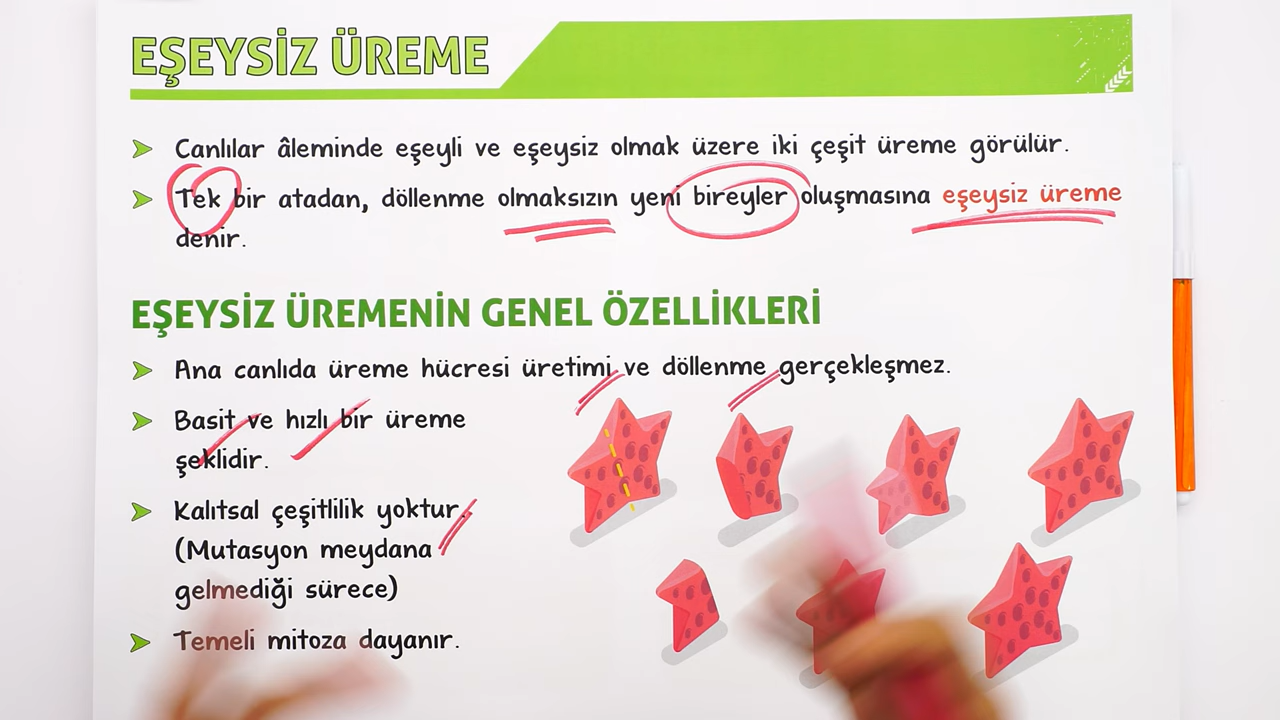 EŞEYSİZ ÜREME
Canlılar âleminde eşeyli ve eşeysiz olmak üzere iki çeşit üreme görülür.
Tek bir atadan, döllenme olmaksızın yeni bireyler oluşmasına eşeysiz üreme
denir.
EŞEYSİZ ÜREMENİN GENEL ÖZELLİKLERİ
Ana canlıda üreme hücresi üretimi ve döllenme gerçekleşmez.
Basit ve hızlı bir üreme
şeklidir.
Kalıtsal çeşitlilik yoktur.
(Mutasyon meydana
gelmediği sürece)
Temeli mitoza dayanır.